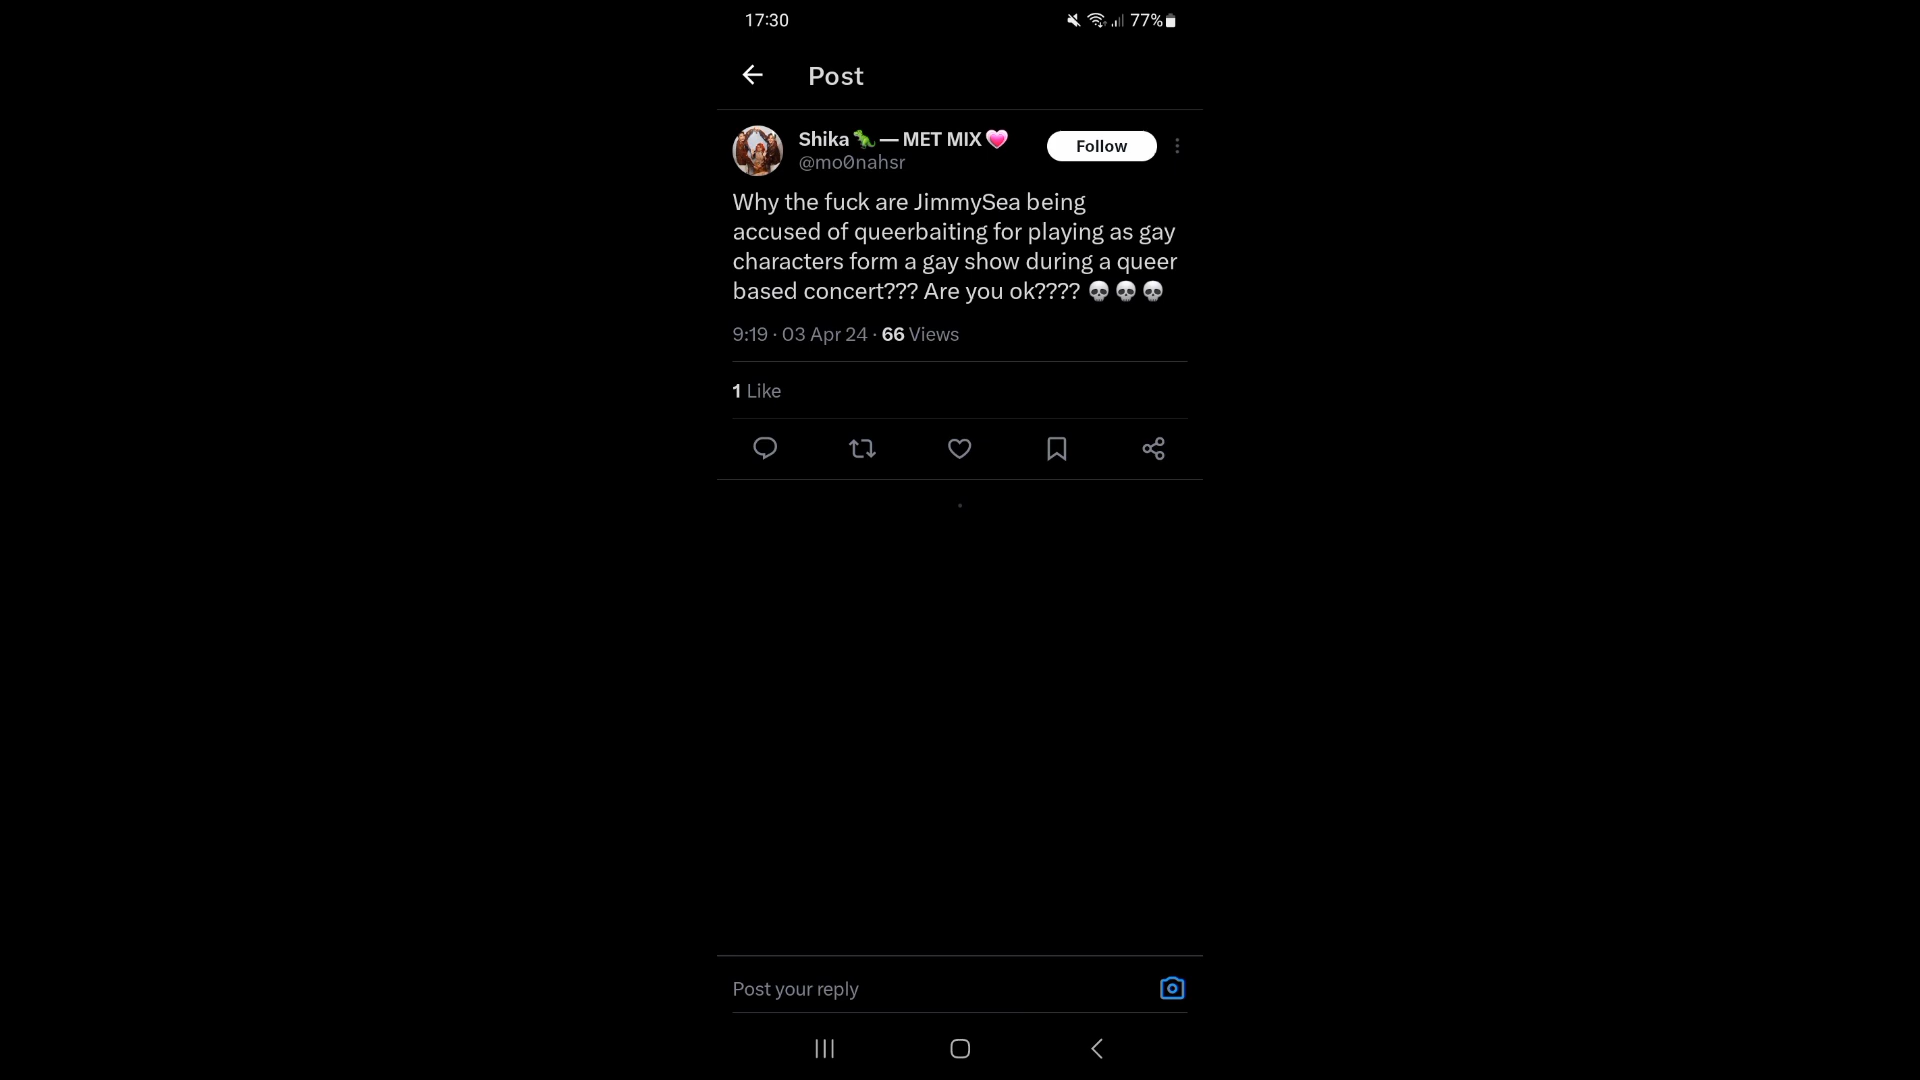 17:30 77%
Post
Shika🦖— MET MIX💗 Follow
@mo0nahsr
Why the fuck are JimmySea being
accused of queerbaiting for playing as gay
characters form a gay show during a queer
based concert??? Are you ok???? 💀💀💀
9:19 · 03 Apr 24 · 66 Views
1 Like
Post your reply